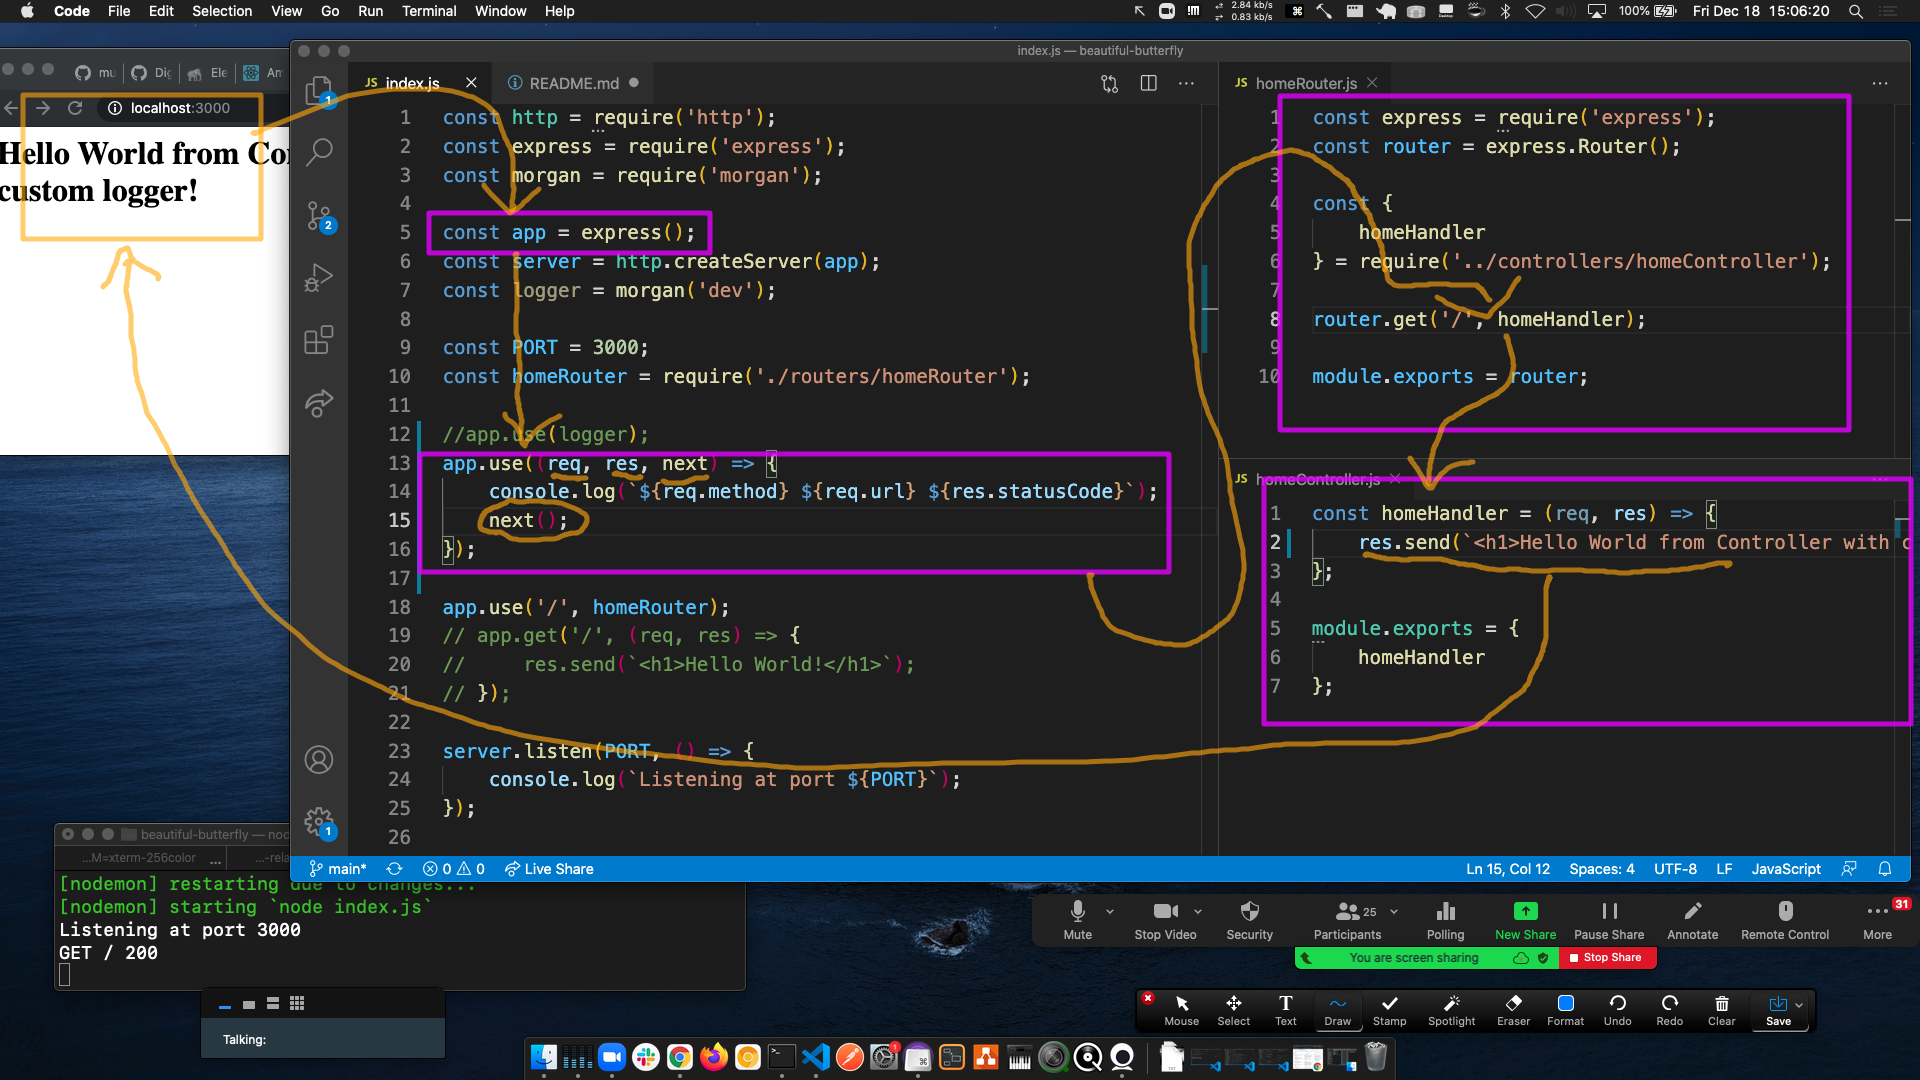 Code File Edit Selection View Go Run Terminal Window Help
2.84 kb/s
0.83 kb/s
100%
Fri Dec 18 15:06:20
index.js — beautiful-butterfly
mu
Dig
Ele
Am
localhost:3000
Hello World from Con
custom logger!
JS index.js
README.md
1 const http = require('http');
2 const express = require('express');
3 const morgan = require('morgan');
4
5 const app = express();
6 const server = http.createServer(app);
7 const logger = morgan('dev');
8
9 const PORT = 3000;
10 const homeRouter = require('./routers/homeRouter');
11
12 //app.use(logger);
13 app.use((req, res, next) => {
14 console.log(`${req.method} ${req.url} ${res.statusCode}`);
15 next();
16 });
17
18 app.use('/', homeRouter);
19 // app.get('/', (req, res) => {
20 // res.send(`<h1>Hello World!</h1>`);
21 // });
22
23 server.listen(PORT, () => {
24 console.log(`Listening at port ${PORT}`);
25 });
26
JS homeRouter.js
1 const express = require('express');
2 const router = express.Router();
3
4 const {
5 homeHandler
6 } = require('../controllers/homeController');
7
8 router.get('/', homeHandler);
9
10 module.exports = router;
JS homeController.js
1 const homeHandler = (req, res) => {
2 res.send(`<h1>Hello World from Controller with c
3 };
4
5 module.exports = {
6 homeHandler
7 };
1
2
1
main* 0 0 Live Share
Ln 15, Col 12 Spaces: 4 UTF-8 LF JavaScript
beautiful-butterfly — nod
...M=xterm-256color ...
...-rela
[nodemon] restarting due to changes...
[nodemon] starting `node index.js`
Listening at port 3000
GET / 200
Talking:
Mute
Stop Video
Security
25
Participants
Polling
New Share
Pause Share
Annotate
Remote Control
31
More
You are screen sharing
Stop Share
Mouse
Select
T
Text
Draw
Stamp
Spotlight
Eraser
Format
Undo
Redo
Clear
Save
1